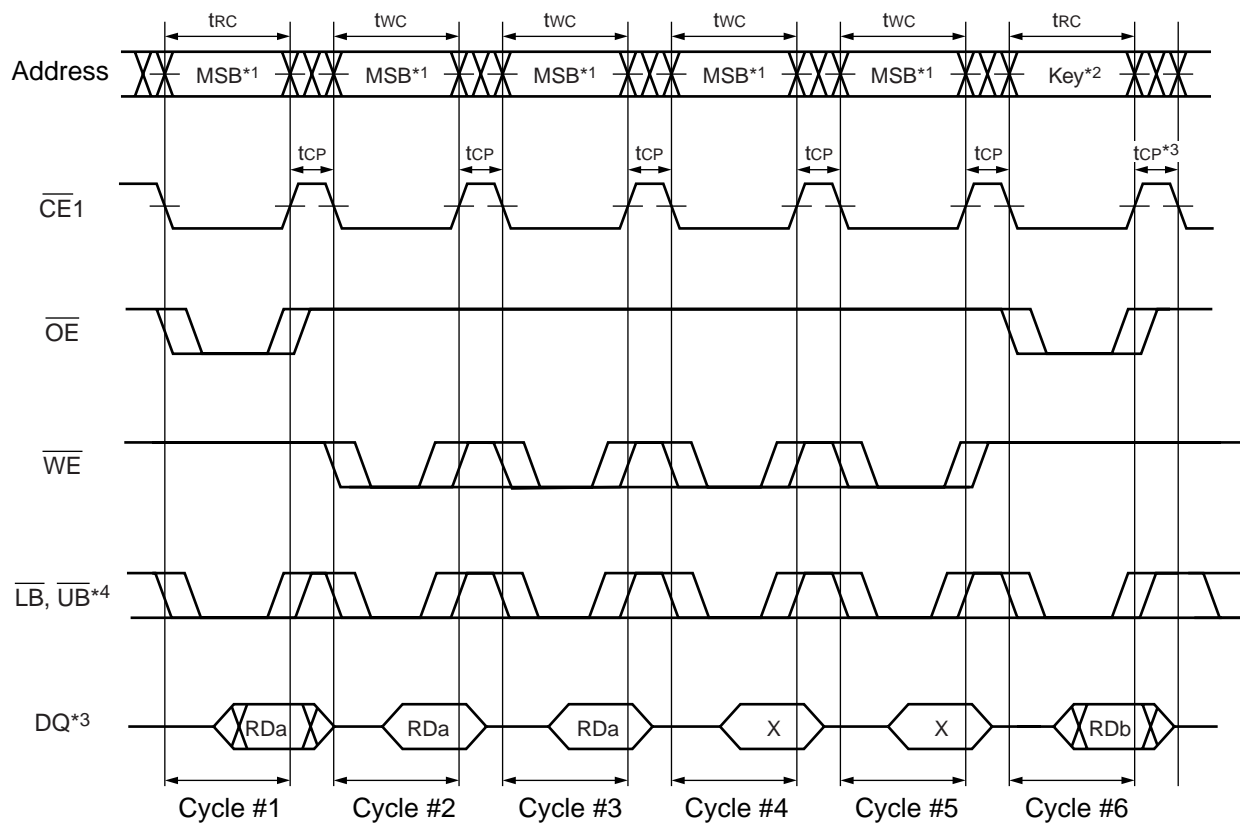 tRC tWC tWC tWC tWC tRC
Address MSB*1 MSB*1 MSB*1 MSB*1 MSB*1 Key*2
tCP tCP tCP tCP tCP tCP*3
CE1
OE
WE
LB, UB*4
DQ*3 RDa RDa RDa X X RDb
Cycle #1 Cycle #2 Cycle #3 Cycle #4 Cycle #5 Cycle #6